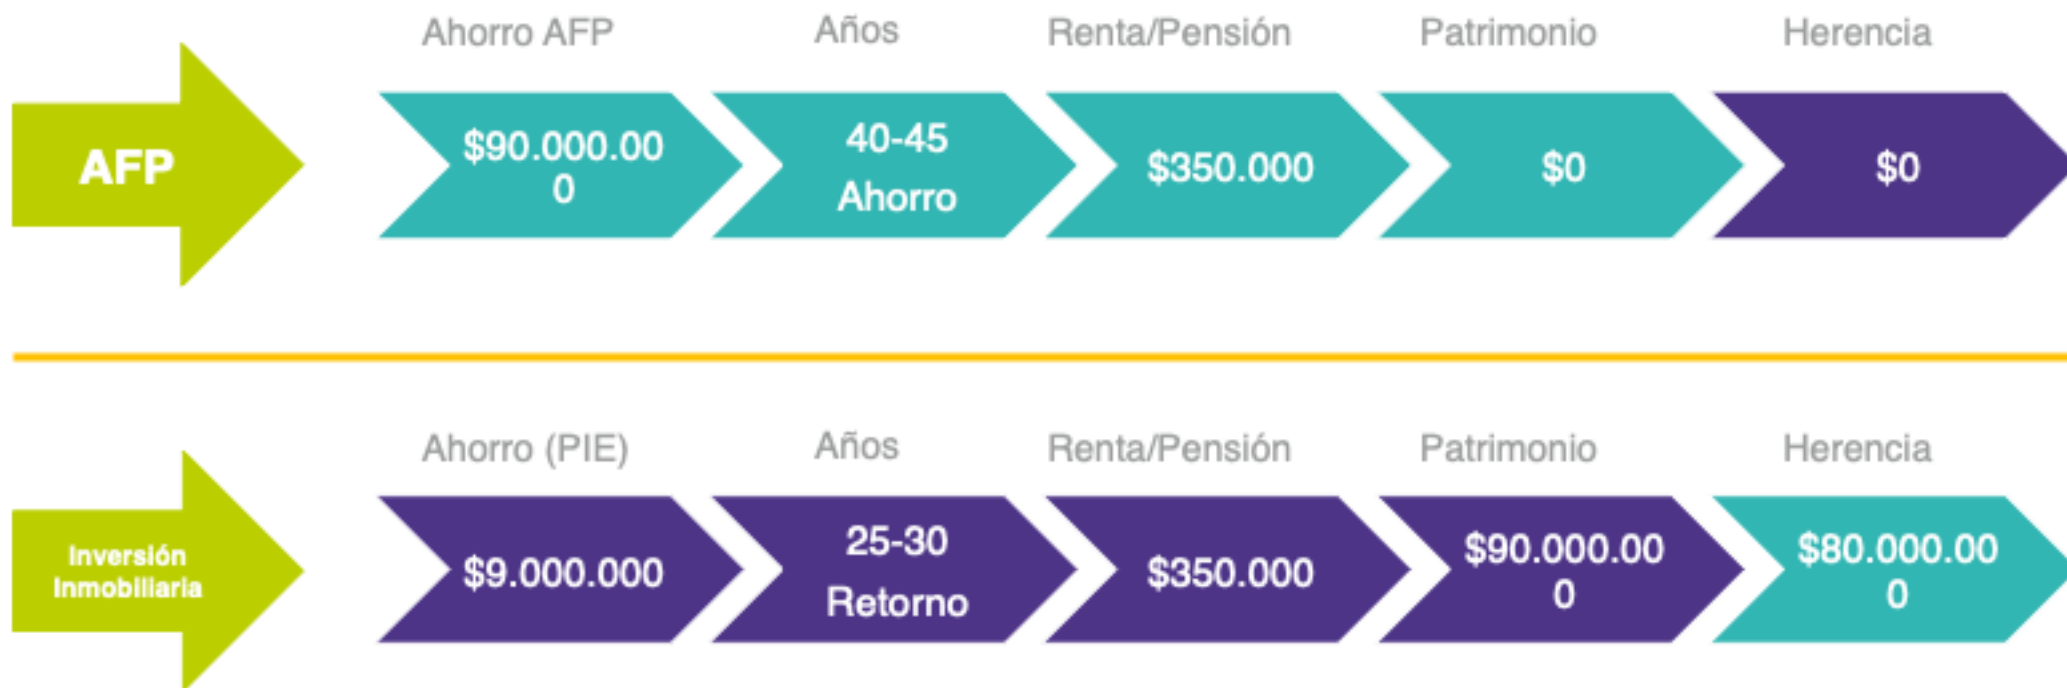 Ahorro AFP
Años
Renta/Pensión
Patrimonio
Herencia
AFP
$90.000.00
0
40-45
Ahorro
$350.000
$0
$0
Ahorro (PIE)
Años
Renta/Pensión
Patrimonio
Herencia
Inversión
Inmobiliaria
$9.000.000
25-30
Retorno
$350.000
$90.000.00
0
$80.000.00
0